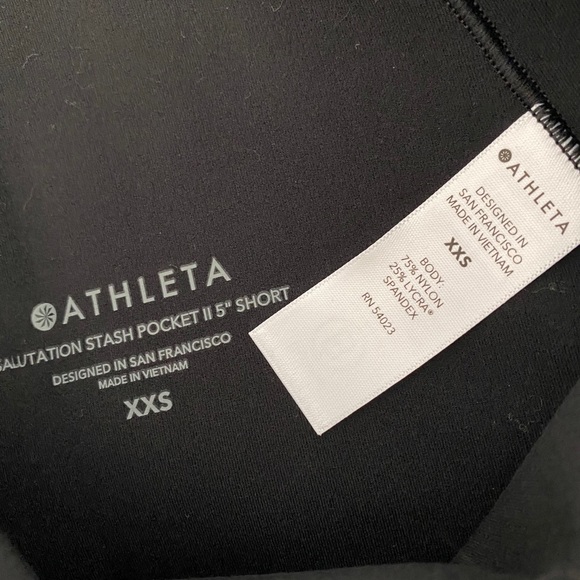 ATHLETA
SALUTATION STASH POCKET II 5" SHORT
DESIGNED IN SAN FRANCISCO
MADE IN VIETNAM
XXS
ATHLETA
DESIGNED IN
SAN FRANCISCO
MADE IN VIETNAM
XXS
BODY:
75% NYLON
25% LYCRA®
SPANDEX
RN 54023